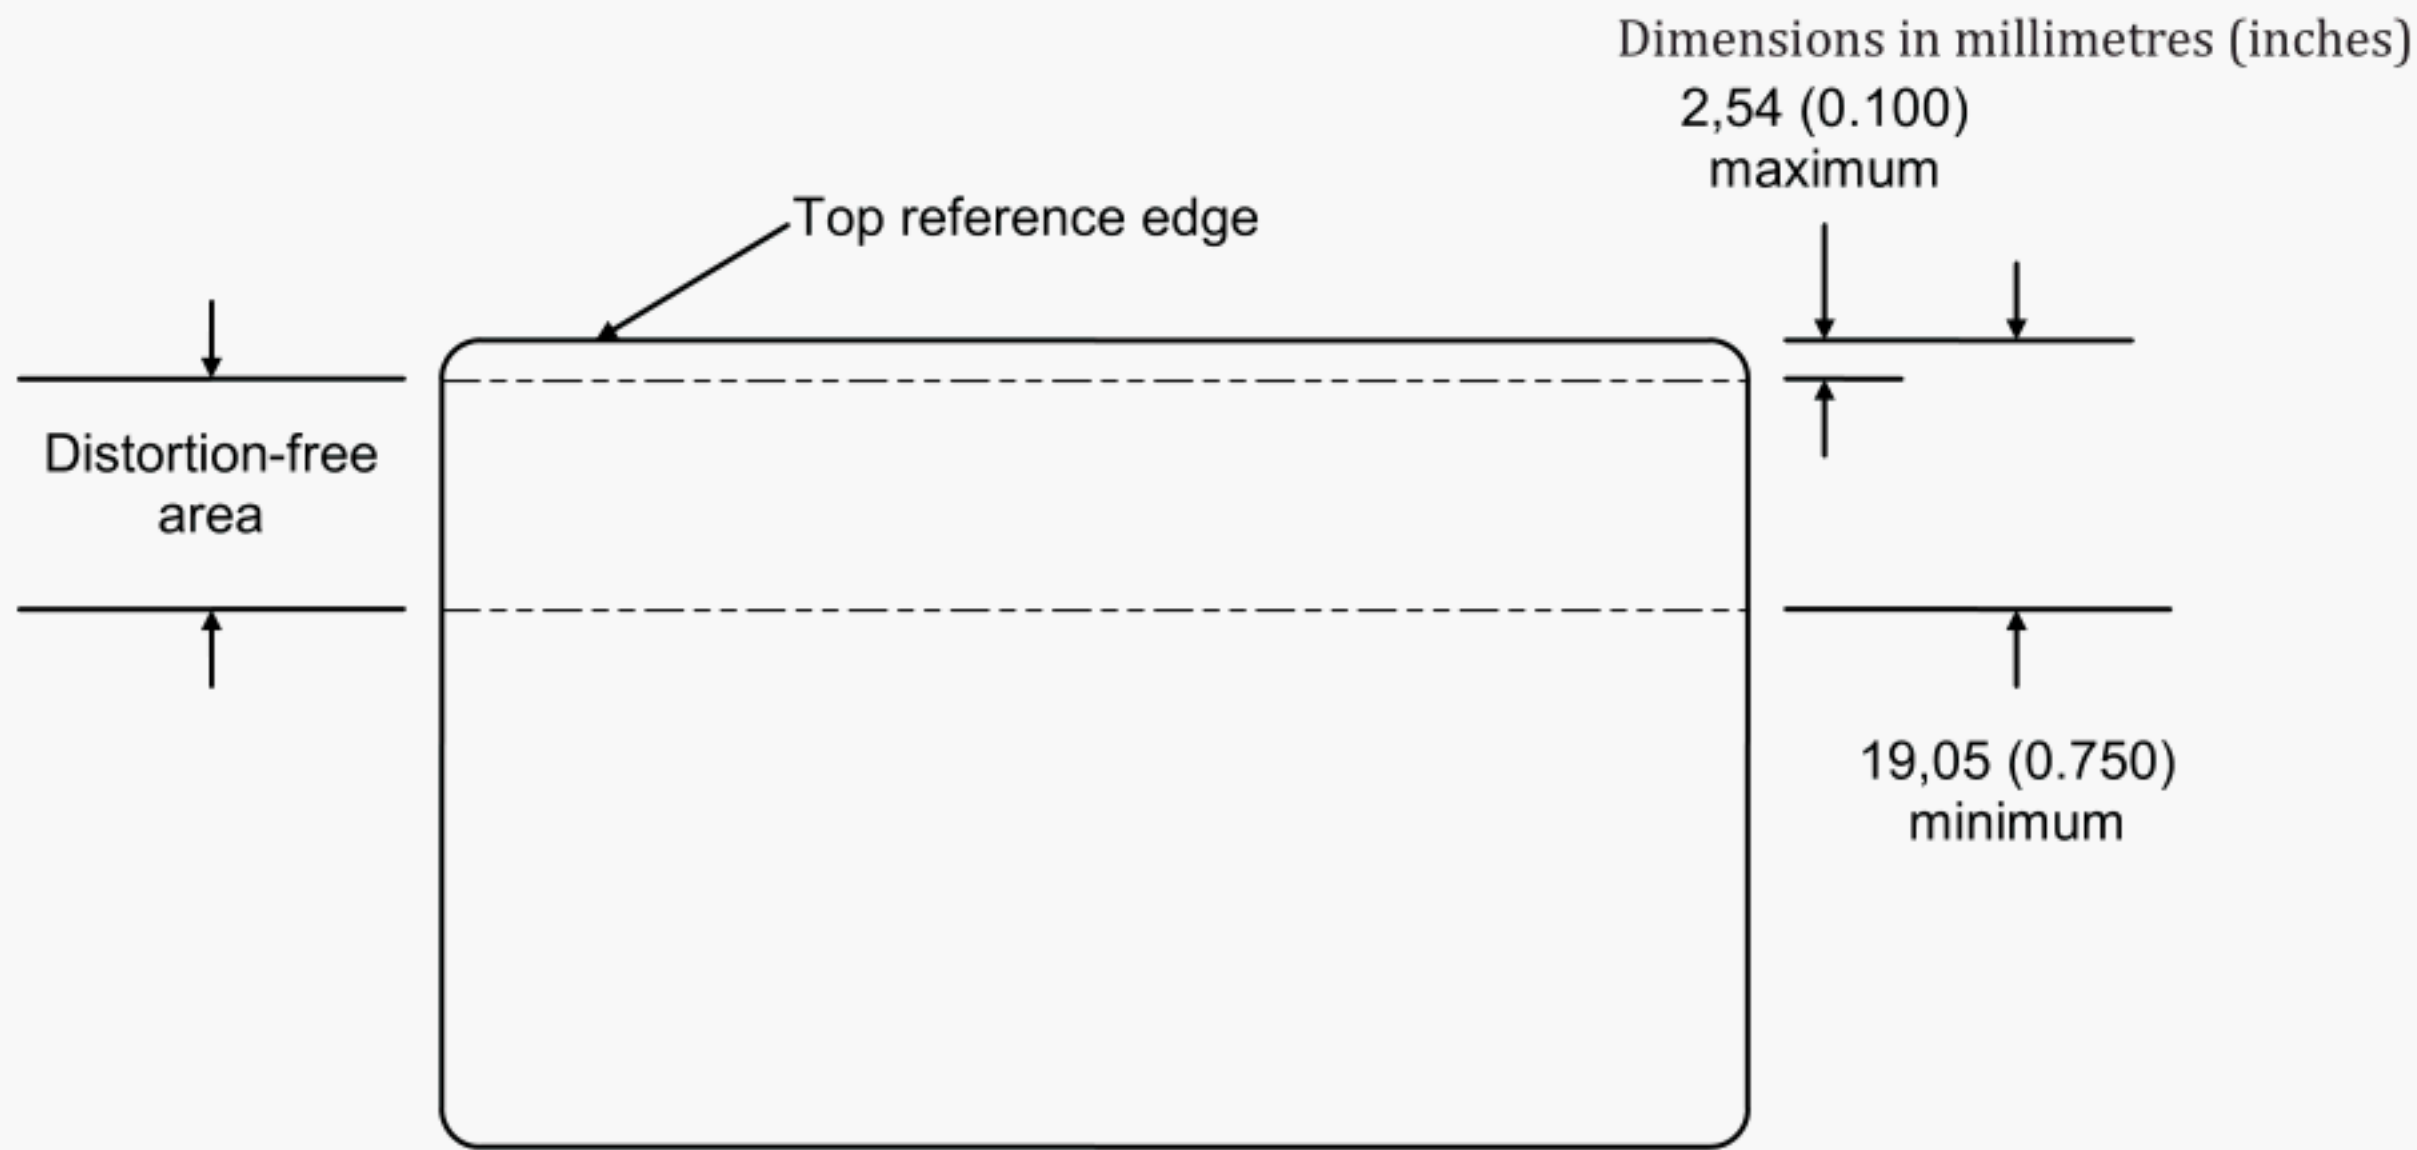 Dimensions in millimetres (inches)
2,54 (0.100)
maximum
Top reference edge
Distortion-free
area
19,05 (0.750)
minimum